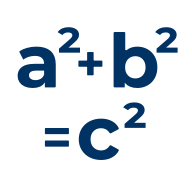 a²+b²
=c²